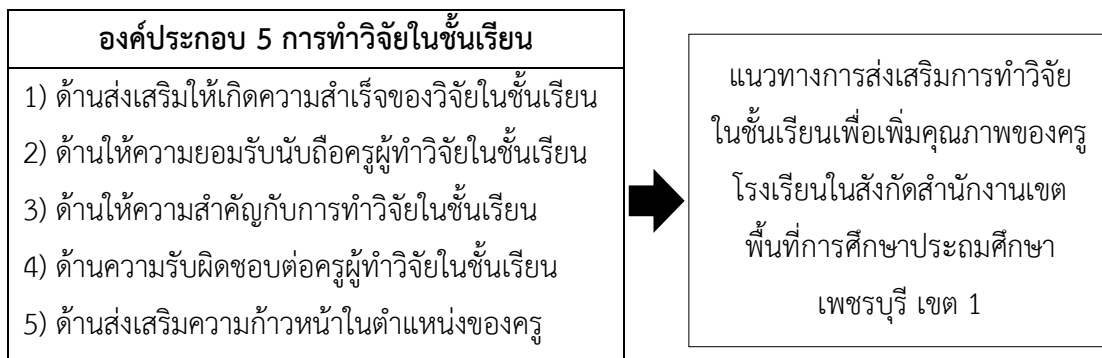 องค์ประกอบ 5 การทำวิจัยในชั้นเรียน
1) ด้านส่งเสริมให้เกิดความสำเร็จของวิจัยในชั้นเรียน
2) ด้านให้ความยอมรับนับถือครูผู้ทำวิจัยในชั้นเรียน
3) ด้านให้ความสำคัญกับการทำวิจัยในชั้นเรียน
4) ด้านความรับผิดชอบต่อครูผู้ทำวิจัยในชั้นเรียน
5) ด้านส่งเสริมความก้าวหน้าในตำแหน่งของครู
แนวทางการส่งเสริมการทำวิจัย
ในชั้นเรียนเพื่อเพิ่มคุณภาพของครู
โรงเรียนในสังกัดสำนักงานเขต
พื้นที่การศึกษาประถมศึกษา
เพชรบุรี เขต 1